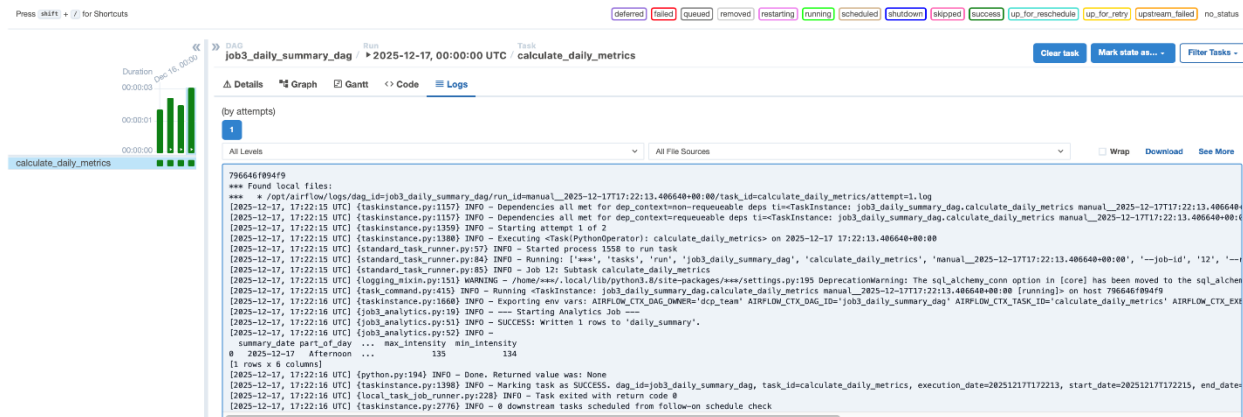 Press shift + / for Shortcuts
deferred failed queued removed restarting running scheduled shutdown skipped success up_for_reschedule up_for_retry upstream_failed no_status
DAG Run Task
job3_daily_summary_dag / 2025-12-17, 00:00:00 UTC / calculate_daily_metrics
Clear task Mark state as... Filter Tasks
Duration
Dec 16, 00:00
00:00:03
00:00:01
00:00:00
calculate_daily_metrics
Details Graph Gantt Code Logs
(by attempts)
1
All Levels All File Sources Wrap Download See More
796646f094f9
*** Found local files:
*** * /opt/airflow/logs/dag_id=job3_daily_summary_dag/run_id=manual__2025-12-17T17:22:13.406640+00:00/task_id=calculate_daily_metrics/attempt=1.log
[2025-12-17, 17:22:15 UTC] {taskinstance.py:1157} INFO - Dependencies all met for dep_context=non-requeueable deps ti=<TaskInstance: job3_daily_summary_dag.calculate_daily_metrics manual__2025-12-17T17:22:13.406640+
[2025-12-17, 17:22:15 UTC] {taskinstance.py:1157} INFO - Dependencies all met for dep_context=requeueable deps ti=<TaskInstance: job3_daily_summary_dag.calculate_daily_metrics manual__2025-12-17T17:22:13.406640+00:0
[2025-12-17, 17:22:15 UTC] {taskinstance.py:1359} INFO - Starting attempt 1 of 2
[2025-12-17, 17:22:15 UTC] {taskinstance.py:1380} INFO - Executing <Task(PythonOperator): calculate_daily_metrics> on 2025-12-17 17:22:13.406640+00:00
[2025-12-17, 17:22:15 UTC] {standard_task_runner.py:57} INFO - Started process 1558 to run task
[2025-12-17, 17:22:15 UTC] {standard_task_runner.py:84} INFO - Running: ['***', 'tasks', 'run', 'job3_daily_summary_dag', 'calculate_daily_metrics', 'manual__2025-12-17T17:22:13.406640+00:00', '--job-id', '12', '--r
[2025-12-17, 17:22:15 UTC] {standard_task_runner.py:85} INFO - Job 12: Subtask calculate_daily_metrics
[2025-12-17, 17:22:15 UTC] {logging_mixin.py:151} WARNING - /home/***/.local/lib/python3.8/site-packages/***/settings.py:195 DeprecationWarning: The sql_alchemy_conn option in [core] has been moved to the sql_alchem
[2025-12-17, 17:22:15 UTC] {task_command.py:415} INFO - Running <TaskInstance: job3_daily_summary_dag.calculate_daily_metrics manual__2025-12-17T17:22:13.406640+00:00 [running]> on host 796646f094f9
[2025-12-17, 17:22:16 UTC] {taskinstance.py:1660} INFO - Exporting env vars: AIRFLOW_CTX_DAG_OWNER='dcp_team' AIRFLOW_CTX_DAG_ID='job3_daily_summary_dag' AIRFLOW_CTX_TASK_ID='calculate_daily_metrics' AIRFLOW_CTX_EXE
[2025-12-17, 17:22:16 UTC] {job3_analytics.py:19} INFO - --- Starting Analytics Job ---
[2025-12-17, 17:22:16 UTC] {job3_analytics.py:51} INFO - SUCCESS: Written 1 rows to 'daily_summary'.
[2025-12-17, 17:22:16 UTC] {job3_analytics.py:52} INFO -
summary_date part_of_day ... max_intensity min_intensity
0 2025-12-17 Afternoon ... 135 134
[1 rows x 6 columns]
[2025-12-17, 17:22:16 UTC] {python.py:194} INFO - Done. Returned value was: None
[2025-12-17, 17:22:16 UTC] {taskinstance.py:1398} INFO - Marking task as SUCCESS. dag_id=job3_daily_summary_dag, task_id=calculate_daily_metrics, execution_date=20251217T172213, start_date=20251217T172215, end_date=
[2025-12-17, 17:22:16 UTC] {local_task_job_runner.py:228} INFO - Task exited with return code 0
[2025-12-17, 17:22:16 UTC] {taskinstance.py:2776} INFO - 0 downstream tasks scheduled from follow-on schedule check